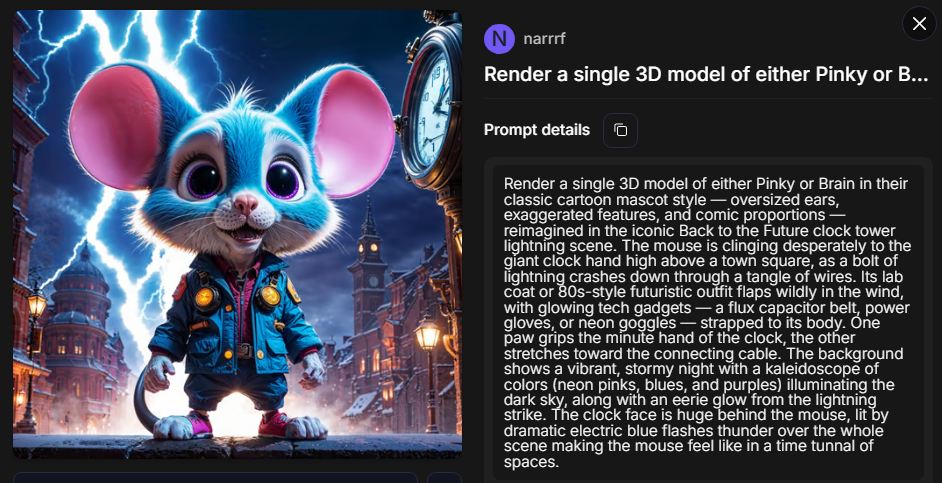 N narrrf
Render a single 3D model of either Pinky or B...
Prompt details
Render a single 3D model of either Pinky or Brain in their
classic cartoon mascot style — oversized ears,
exaggerated features, and comic proportions —
reimagined in the iconic Back to the Future clock tower
lightning scene. The mouse is clinging desperately to the
giant clock hand high above a town square, as a bolt of
lightning crashes down through a tangle of wires. Its lab
coat or 80s-style futuristic outfit flaps wildly in the wind,
with glowing tech gadgets — a flux capacitor belt, power
gloves, or neon goggles — strapped to its body. One
paw grips the minute hand of the clock, the other
stretches toward the connecting cable. The background
shows a vibrant, stormy night with a kaleidoscope of
colors (neon pinks, blues, and purples) illuminating the
dark sky, along with an eerie glow from the lightning
strike. The clock face is huge behind the mouse, lit by
dramatic electric blue flashes thunder over the whole
scene making the mouse feel like in a time tunnal of
spaces.